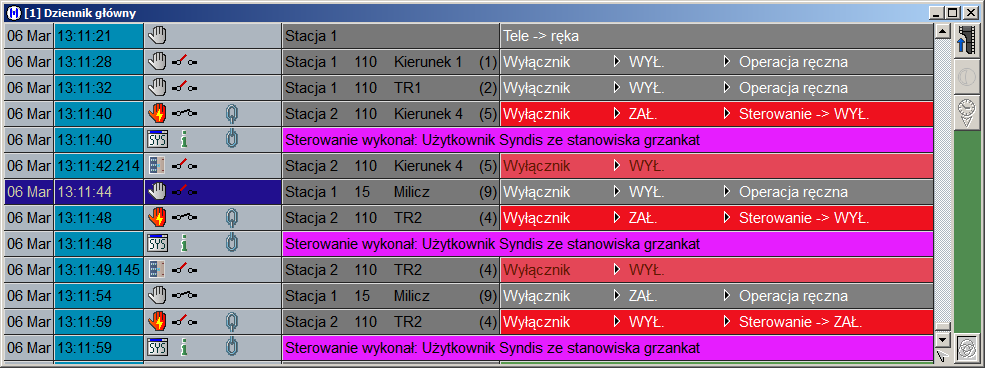 [1] Dziennik główny
06 Mar 13:11:21 Stacja 1 Tele -> ręka
06 Mar 13:11:28 Stacja 1 110 Kierunek 1 (1) Wyłącznik WYŁ. Operacja ręczna
06 Mar 13:11:32 Stacja 1 110 TR1 (2) Wyłącznik WYŁ. Operacja ręczna
06 Mar 13:11:40 Stacja 2 110 Kierunek 4 (5) Wyłącznik ZAŁ. Sterowanie -> WYŁ.
06 Mar 13:11:40 SYS Sterowanie wykonał: Użytkownik Syndis ze stanowiska grzankat
06 Mar 13:11:42.214 Stacja 2 110 Kierunek 4 (5) Wyłącznik WYŁ.
06 Mar 13:11:44 Stacja 1 15 Milicz (9) Wyłącznik WYŁ. Operacja ręczna
06 Mar 13:11:48 Stacja 2 110 TR2 (4) Wyłącznik ZAŁ. Sterowanie -> WYŁ.
06 Mar 13:11:48 SYS Sterowanie wykonał: Użytkownik Syndis ze stanowiska grzankat
06 Mar 13:11:49.145 Stacja 2 110 TR2 (4) Wyłącznik WYŁ.
06 Mar 13:11:54 Stacja 1 15 Milicz (9) Wyłącznik ZAŁ. Operacja ręczna
06 Mar 13:11:59 Stacja 2 110 TR2 (4) Wyłącznik WYŁ. Sterowanie -> ZAŁ.
06 Mar 13:11:59 SYS Sterowanie wykonał: Użytkownik Syndis ze stanowiska grzankat